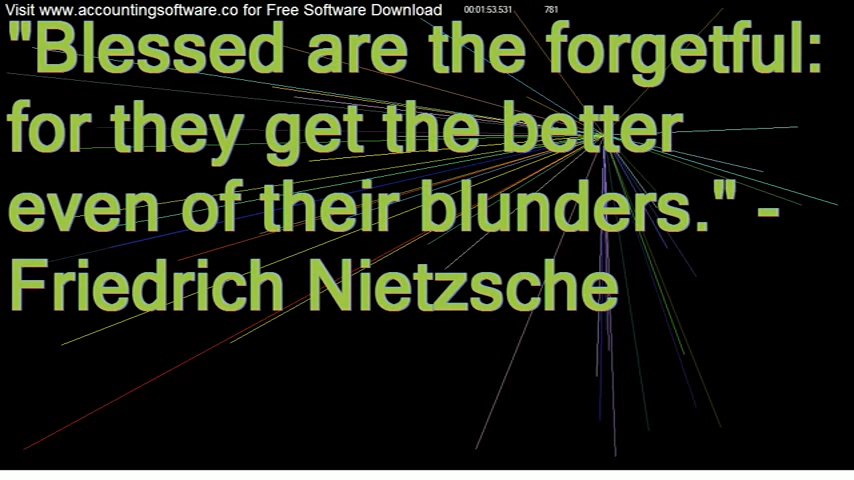 Visit www.accountingsoftware.co for Free Software Download 00:01:53.531 781
"Blessed are the forgetful:
for they get the better
even of their blunders." -
Friedrich Nietzsche